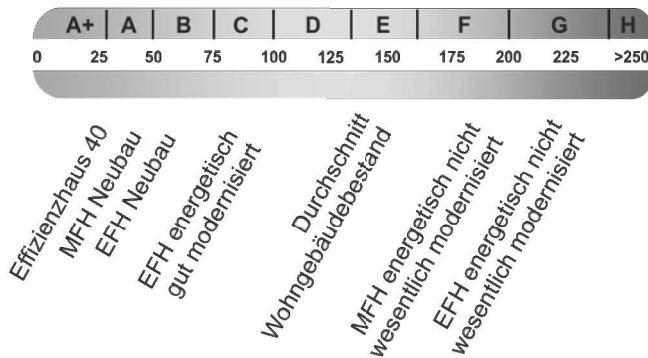 A+ A B C D E F G H
0 25 50 75 100 125 150 175 200 225 >250
Effizienzhaus 40
MFH Neubau
EFH Neubau
EFH energetisch
gut modernisiert
Durchschnitt
Wohngebäudebestand
MFH energetisch nicht
wesentlich modernisiert
EFH energetisch nicht
wesentlich modernisiert